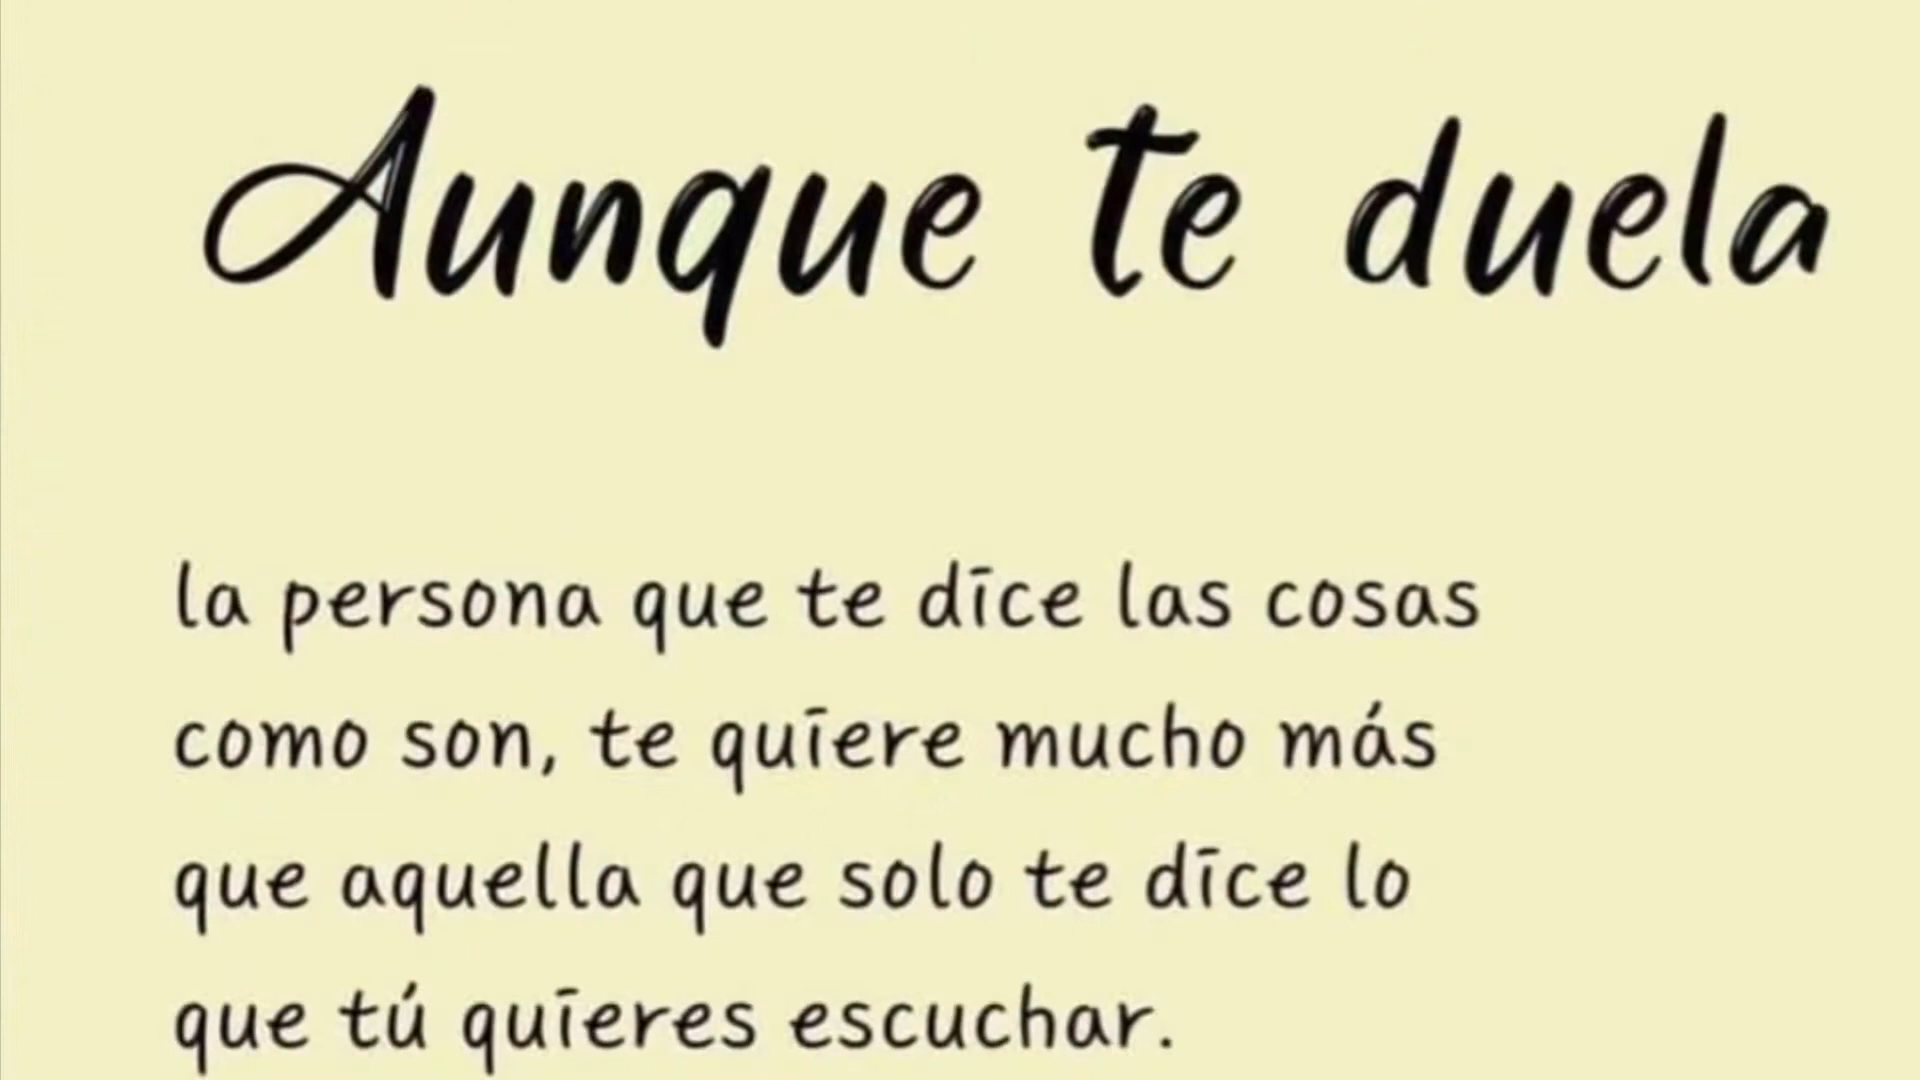 Aunque te duela
la persona que te dice las cosas
como son, te quiere mucho más
que aquella que solo te dice lo
que tú quieres escuchar.